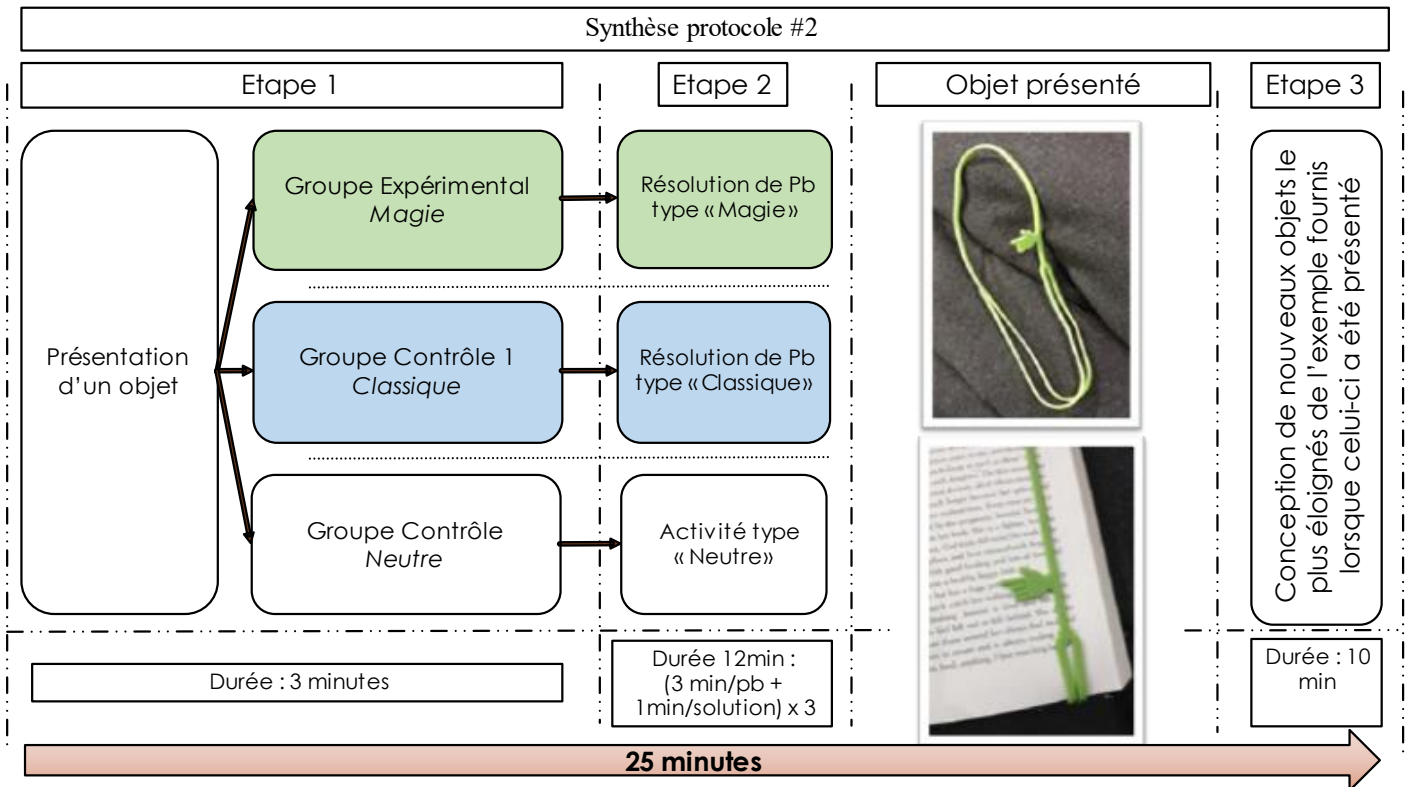 Synthèse protocole #2
Etape 1
Etape 2
Objet présenté
Etape 3
Présentation
d'un objet
Groupe Expérimental
Magie
Résolution de Pb
type «Magie»
Groupe Contrôle 1
Classique
Résolution de Pb
type «Classique»
Groupe Contrôle
Neutre
Activité type
«Neutre»
Conception de nouveaux objets le
plus éloignés de l'exemple fournis
lorsque celui-ci a été présenté
Durée : 3 minutes
Durée 12min :
(3 min/pb +
1min/solution) x 3
Durée : 10
min
25 minutes